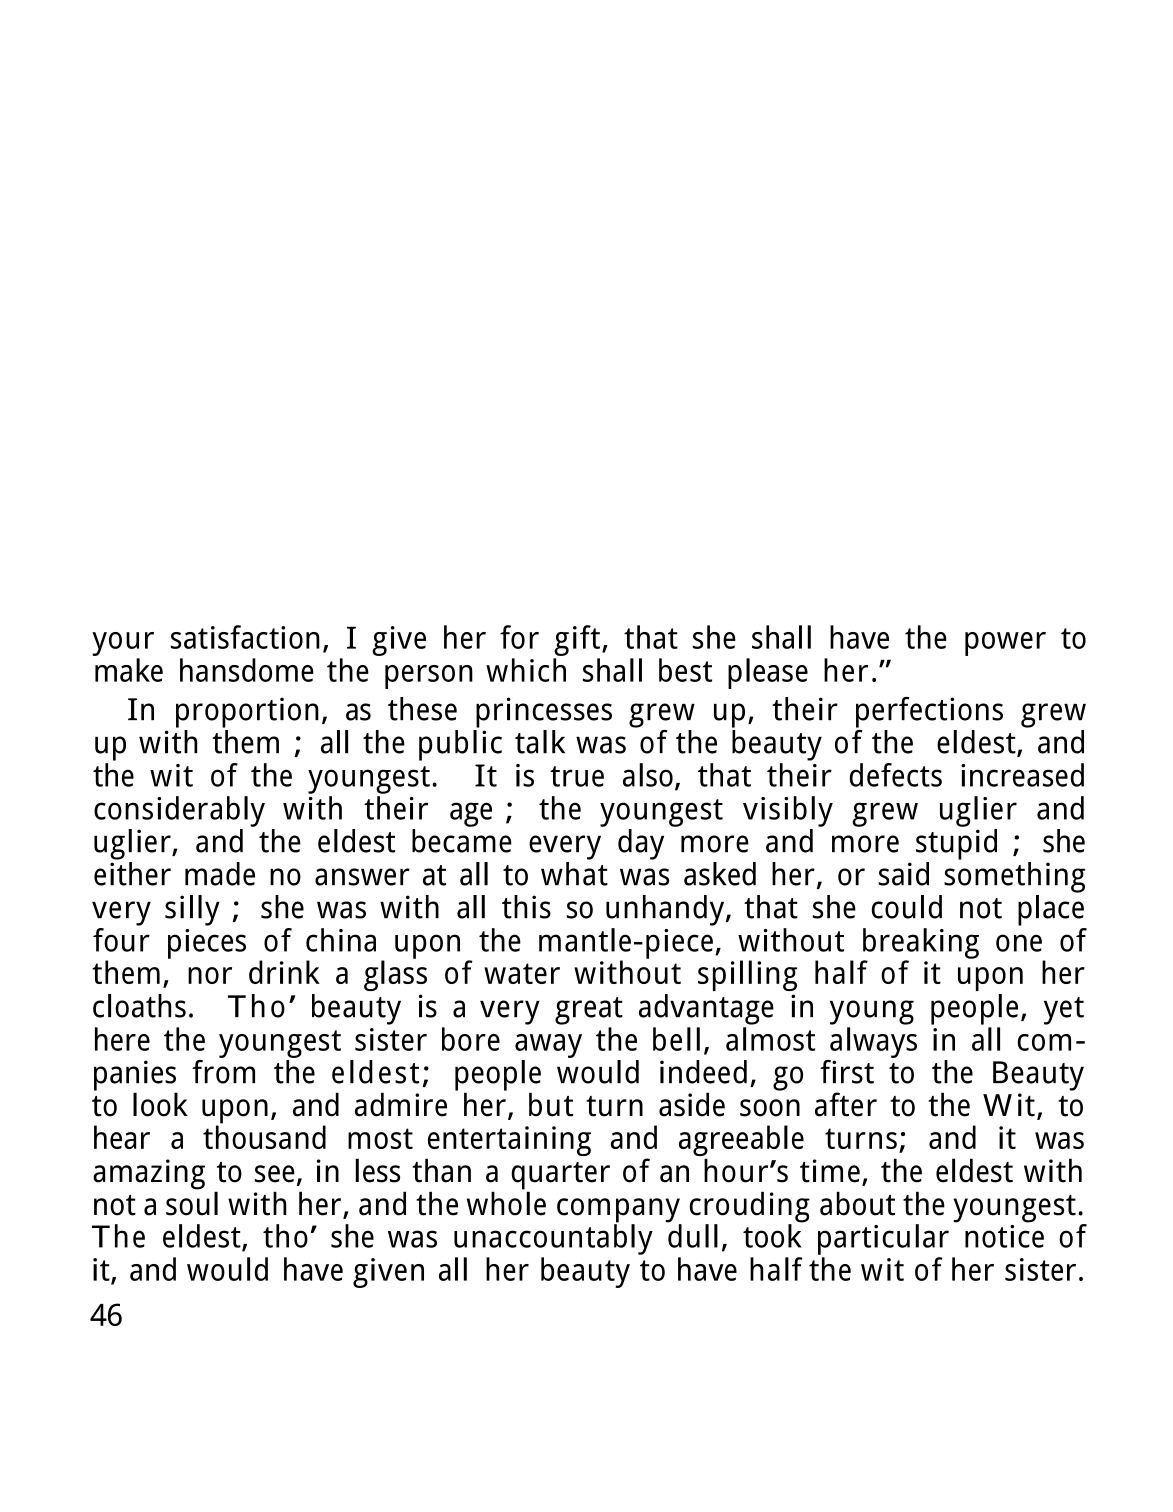 your satisfaction, I give her for gift, that she shall have the power to
make hansdome the person which shall best please her.”
In proportion, as these princesses grew up, their perfections grew
up with them ; all the public talk was of the beauty of the eldest, and
the wit of the youngest. It is true also, that their defects increased
considerably with their age ; the youngest visibly grew uglier and
uglier, and the eldest became every day more and more stupid ; she
either made no answer at all to what was asked her, or said something
very silly ; she was with all this so unhandy, that she could not place
four pieces of china upon the mantle-piece, without breaking one of
them, nor drink a glass of water without spilling half of it upon her
cloaths. Tho’ beauty is a very great advantage in young people, yet
here the youngest sister bore away the bell, almost always in all com-
panies from the eldest; people would indeed, go first to the Beauty
to look upon, and admire her, but turn aside soon after to the Wit, to
hear a thousand most entertaining and agreeable turns; and it was
amazing to see, in less than a quarter of an hour’s time, the eldest with
not a soul with her, and the whole company crouding about the youngest.
The eldest, tho’ she was unaccountably dull, took particular notice of
it, and would have given all her beauty to have half the wit of her sister.
46